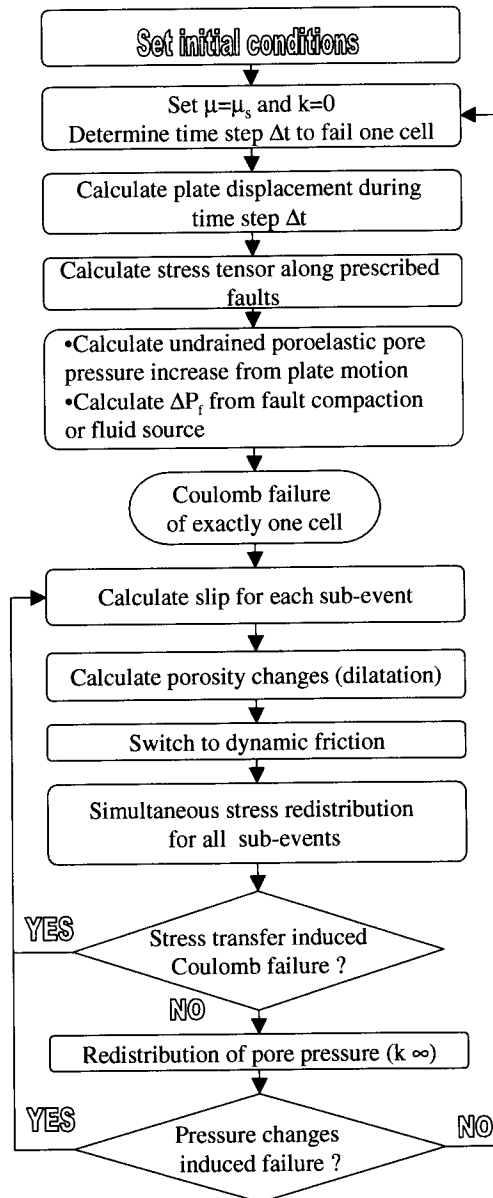 Set initial conditions
Set μ=μs and k=0
Determine time step Δt to fail one cell
Calculate plate displacement during
time step Δt
Calculate stress tensor along prescribed
faults
•Calculate undrained poroelastic pore
pressure increase from plate motion
•Calculate ΔPf from fault compaction
or fluid source
Coulomb failure
of exactly one cell
Calculate slip for each sub-event
Calculate porosity changes (dilatation)
Switch to dynamic friction
Simultaneous stress redistribution
for all sub-events
YES
Stress transfer induced
Coulomb failure ?
NO
Redistribution of pore pressure (k ∞)
YES
Pressure changes
induced failure ?
NO